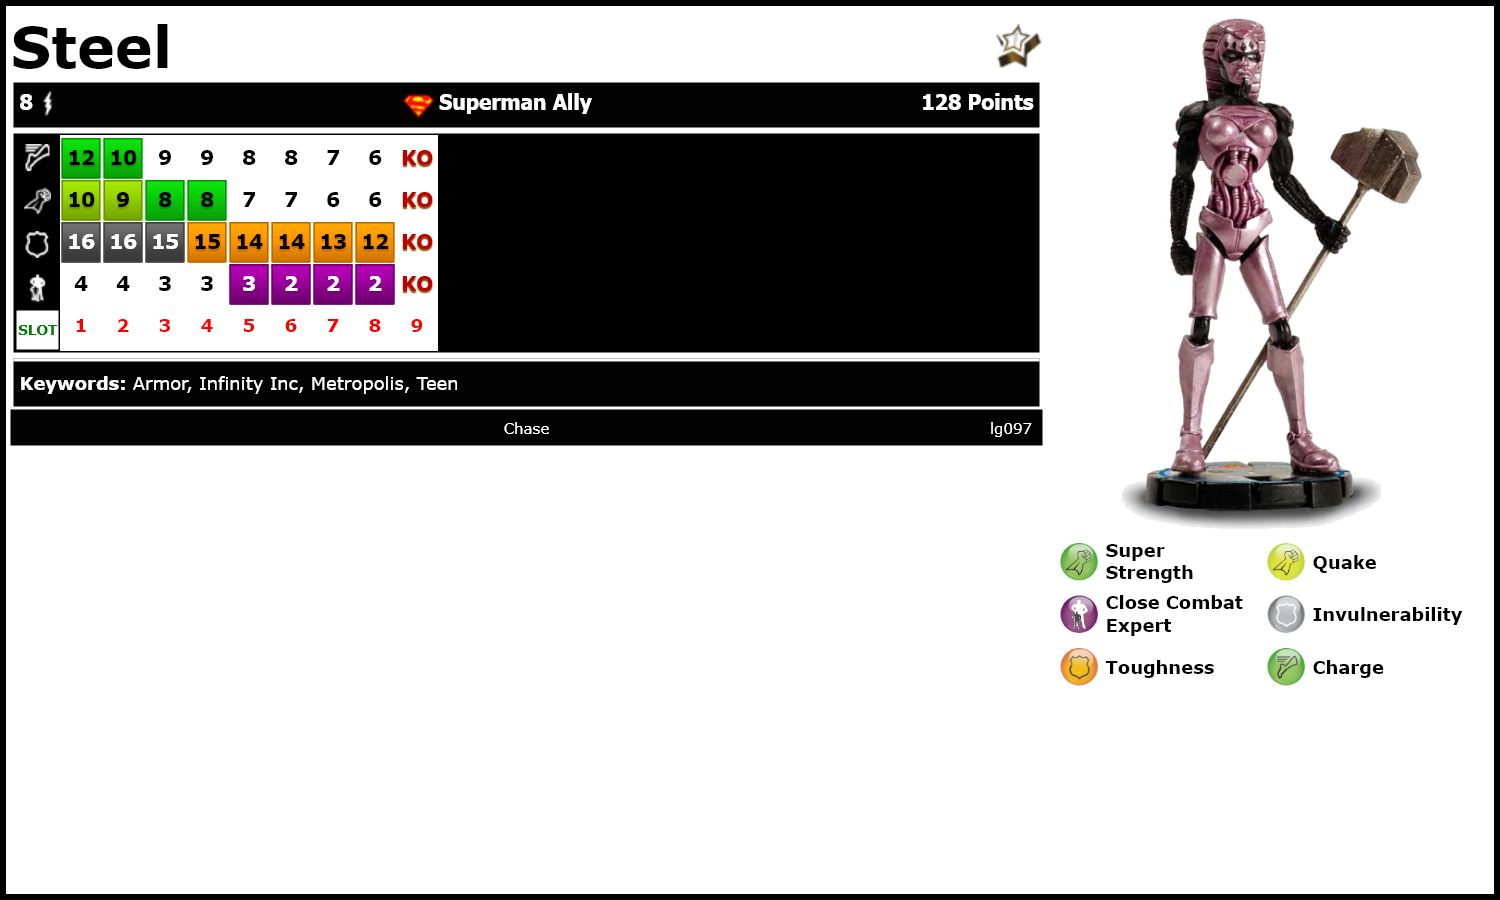 Steel
8 Superman Ally 128 Points
12 10 9 9 8 8 7 6 KO
10 9 8 8 7 7 6 6 KO
16 16 15 15 14 14 13 12 KO
4 4 3 3 3 2 2 2 KO
SLOT 1 2 3 4 5 6 7 8 9
Keywords: Armor, Infinity Inc, Metropolis, Teen
Chase lg097
Super
Strength
Quake
Close Combat
Expert
Invulnerability
Toughness
Charge